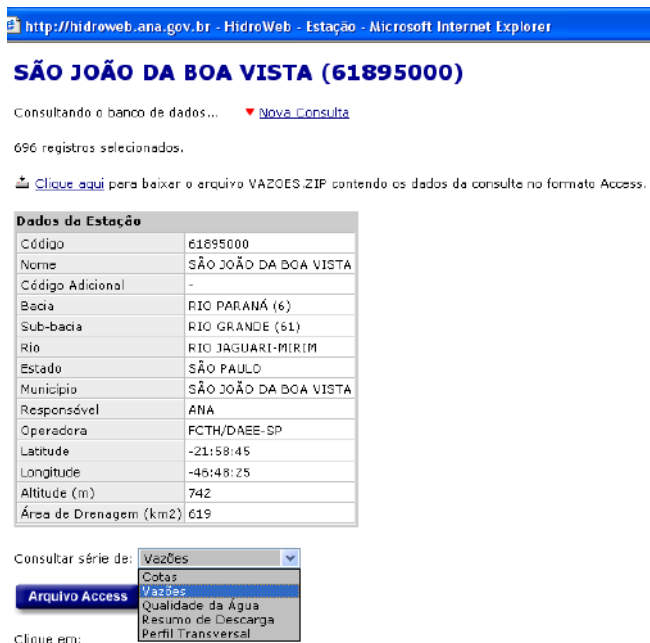 http://hidroweb.ana.gov.br - HidroWeb - Estação - Microsoft Internet Explorer
SÃO JOÃO DA BOA VISTA (61895000)
Consultando o banco de dados... Nova Consulta
696 registros selecionados.
Clique aqui para baixar o arquivo VAZOES.ZIP contendo os dados da consulta no formato Access.
Dados da Estação
Código 61895000
Nome SÃO JOÃO DA BOA VISTA
Código Adicional -
Bacia RIO PARANÁ (6)
Sub-bacia RIO GRANDE (61)
Rio RIO JAGUARI-MIRIM
Estado SÃO PAULO
Município SÃO JOÃO DA BOA VISTA
Responsável ANA
Operadora FCTH/DAEE-SP
Latitude -21:58:45
Longitude -46:48:25
Altitude (m) 742
Área de Drenagem (km2) 619
Consultar série de: Vazões
Cotas
Arquivo Access Vazões
Qualidade da Água
Resumo de Descarga
Clique em: Perfil Transversal